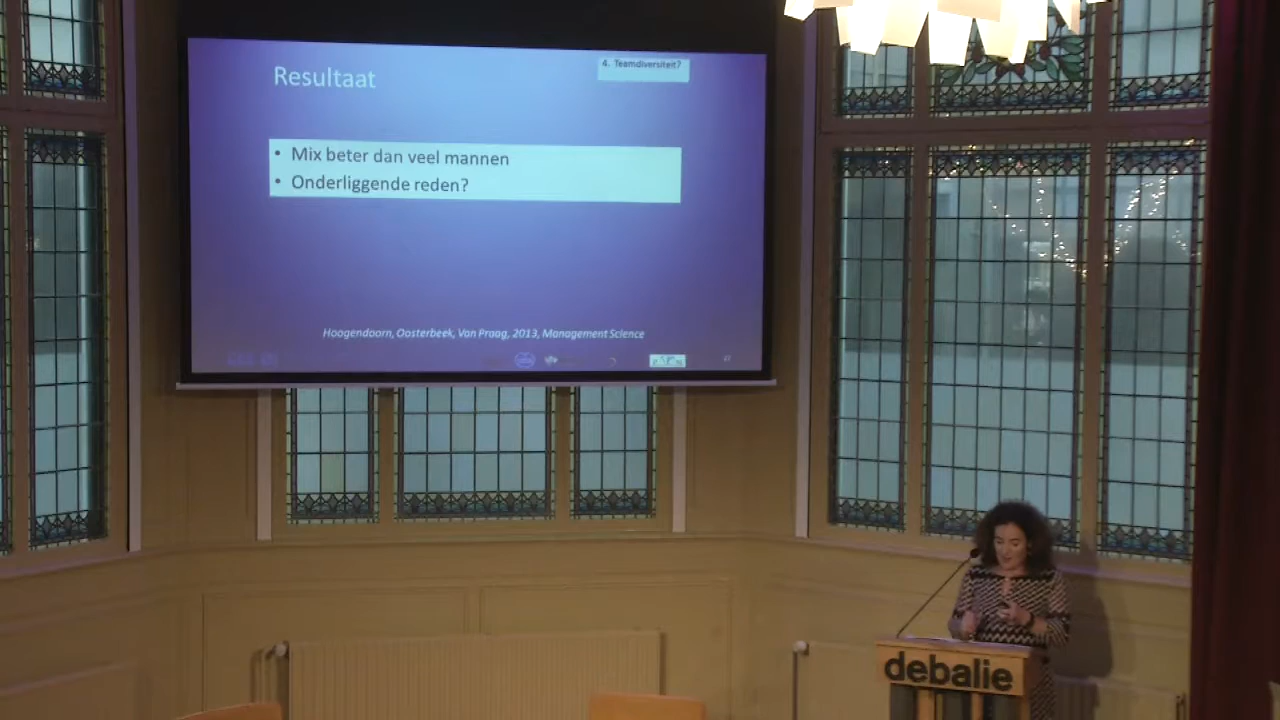 4. Teamdiversiteit?
Resultaat
• Mix beter dan veel mannen
• Onderliggende reden?
Hoogendoorn, Oosterbeek, Van Praag, 2013, Management Science
debalie